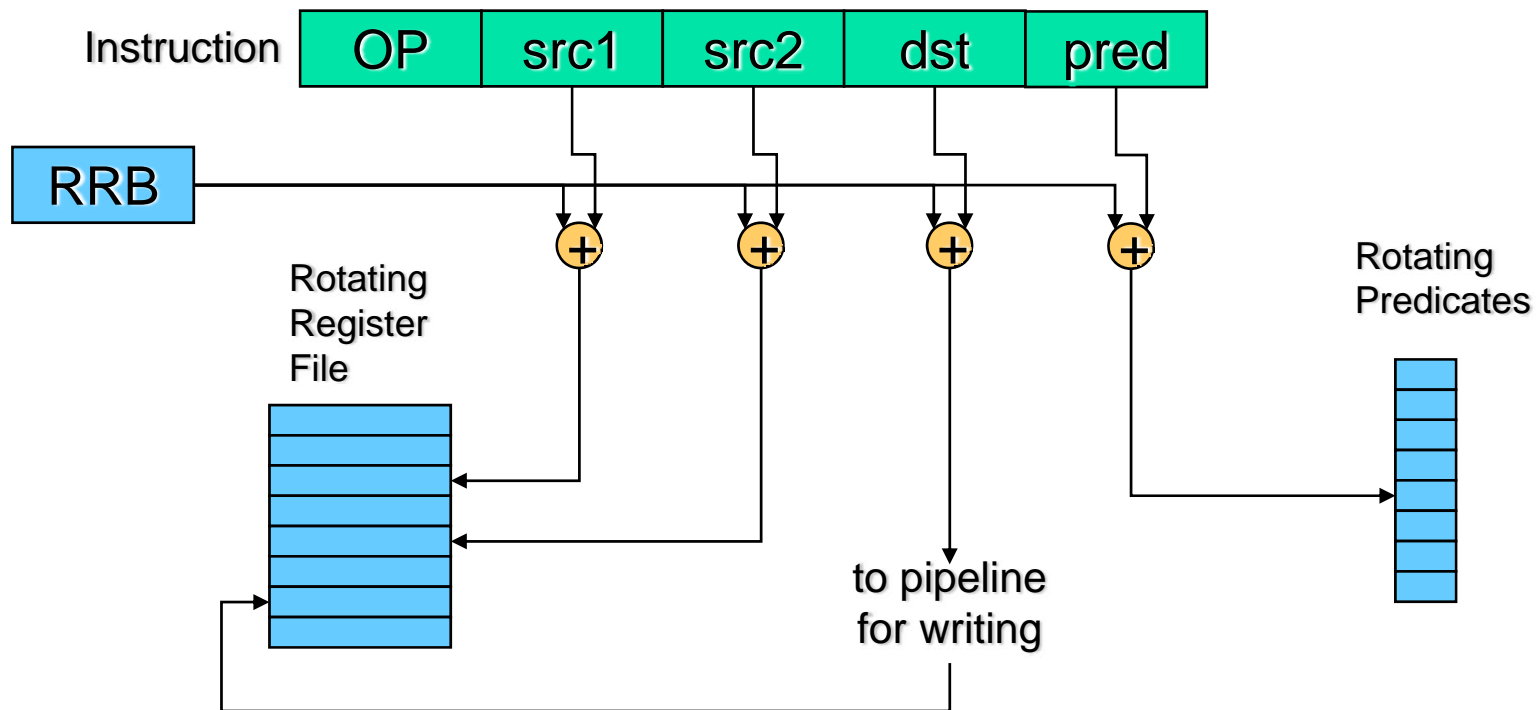 Instruction
OP
src1
src2
dst
pred
RRB
+
+
+
+
Rotating
Register
File
Rotating
Predicates
to pipeline
for writing